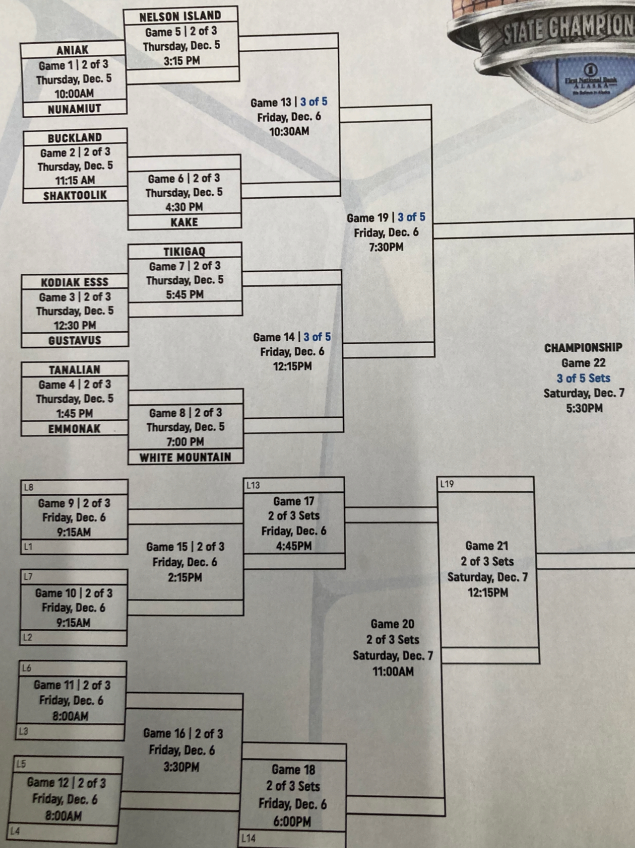 STATE CHAMPION
First National Bank
ALASKA
NELSON ISLAND
Game 5 | 2 of 3
Thursday, Dec. 5
3:15 PM
ANIAK
Game 1 | 2 of 3
Thursday, Dec. 5
10:00AM
NUNAMIUT
Game 13 | 3 of 5
Friday, Dec. 6
10:30AM
BUCKLAND
Game 2 | 2 of 3
Thursday, Dec. 5
11:15 AM
SHAKTOOLIK
Game 6 | 2 of 3
Thursday, Dec. 5
4:30 PM
KAKE
Game 19 | 3 of 5
Friday, Dec. 6
7:30PM
TIKIGAQ
Game 7 | 2 of 3
Thursday, Dec. 5
5:45 PM
KODIAK ESSS
Game 3 | 2 of 3
Thursday, Dec. 5
12:30 PM
GUSTAVUS
Game 14 | 3 of 5
Friday, Dec. 6
12:15PM
CHAMPIONSHIP
Game 22
3 of 5 Sets
Saturday, Dec. 7
5:30PM
TANALIAN
Game 4 | 2 of 3
Thursday, Dec. 5
1:45 PM
EMMONAK
Game 8 | 2 of 3
Thursday, Dec. 5
7:00 PM
WHITE MOUNTAIN
L8
Game 9 | 2 of 3
Friday, Dec. 6
9:15AM
L1
L13
Game 17
2 of 3 Sets
Friday, Dec. 6
4:45PM
L19
Game 21
2 of 3 Sets
Saturday, Dec. 7
12:15PM
Game 15 | 2 of 3
Friday, Dec. 6
2:15PM
L7
Game 10 | 2 of 3
Friday, Dec. 6
9:15AM
L2
Game 20
2 of 3 Sets
Saturday, Dec. 7
11:00AM
L6
Game 11 | 2 of 3
Friday, Dec. 6
8:00AM
L3
Game 16 | 2 of 3
Friday, Dec. 6
3:30PM
L5
Game 12 | 2 of 3
Friday, Dec. 6
8:00AM
L4
Game 18
2 of 3 Sets
Friday, Dec. 6
6:00PM
L14